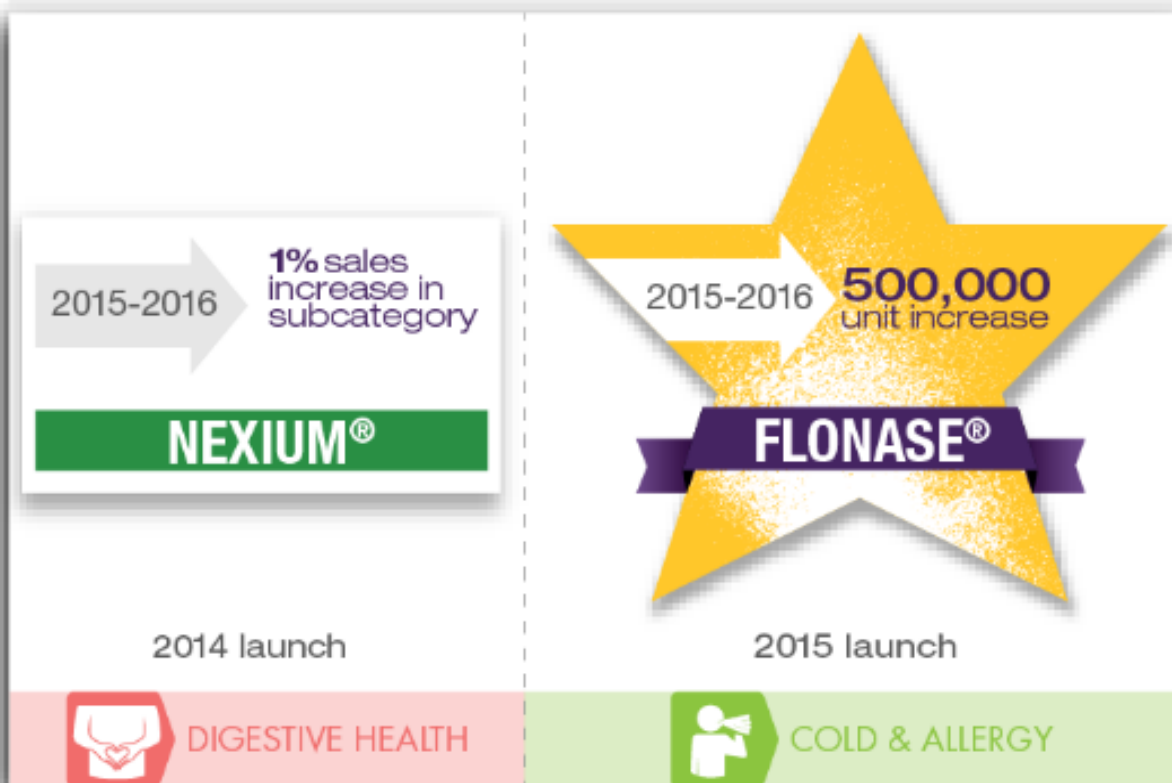 2015-2016
1% sales
increase in
subcategory
NEXIUM®
2014 launch
DIGESTIVE HEALTH
2015-2016
500,000
unit increase
FLONASE®
2015 launch
COLD & ALLERGY